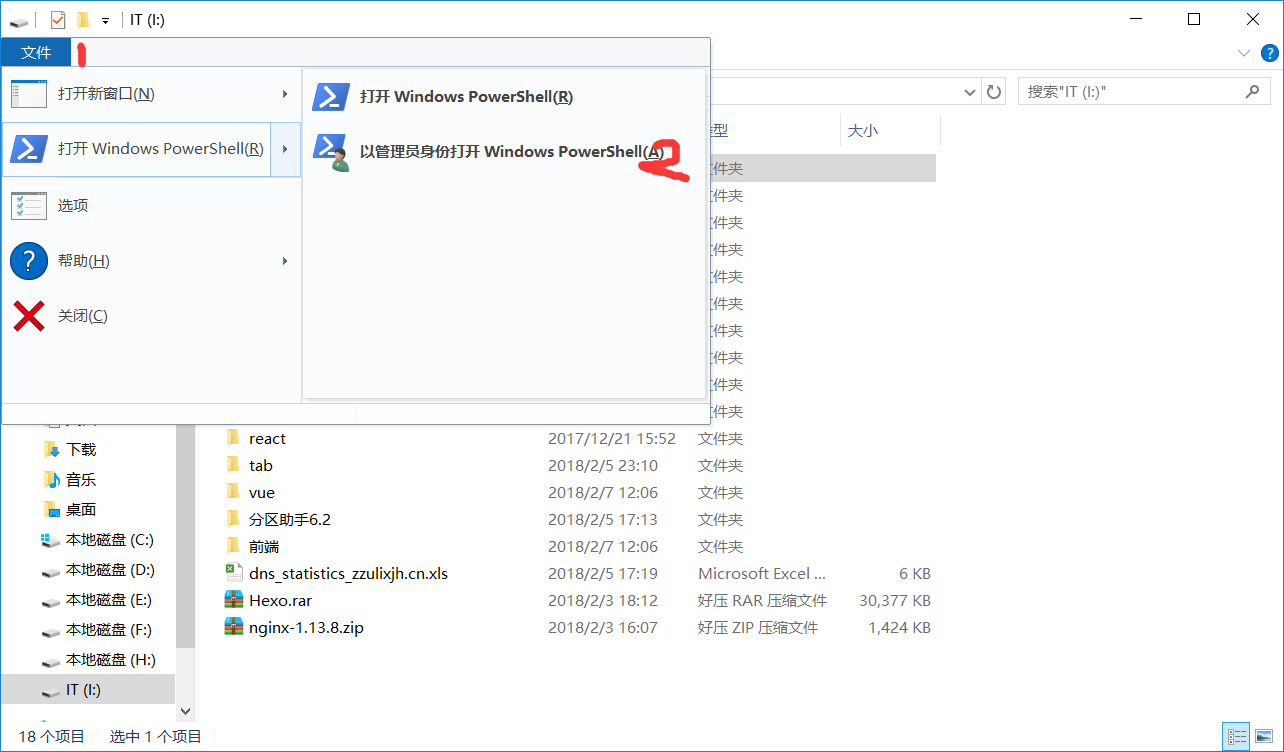 IT (I:)
文件
1
打开新窗口(N)
打开 Windows PowerShell(R)
选项
帮助(H)
关闭(C)
打开 Windows PowerShell(R)
以管理员身份打开 Windows PowerShell(A)
2
搜索"IT (I:)"
型 大小
件夹
件夹
件夹
件夹
件夹
件夹
件夹
件夹
件夹
件夹
react 2017/12/21 15:52 文件夹
tab 2018/2/5 23:10 文件夹
vue 2018/2/7 12:06 文件夹
分区助手6.2 2018/2/5 17:13 文件夹
前端 2018/2/7 12:06 文件夹
dns_statistics_zzulixjh.cn.xls 2018/2/5 17:19 Microsoft Excel ... 6 KB
Hexo.rar 2018/2/3 18:12 好压 RAR 压缩文件 30,377 KB
nginx-1.13.8.zip 2018/2/3 16:07 好压 ZIP 压缩文件 1,424 KB
下载
音乐
桌面
本地磁盘 (C:)
本地磁盘 (D:)
本地磁盘 (E:)
本地磁盘 (F:)
本地磁盘 (H:)
IT (I:)
18 个项目 选中 1 个项目